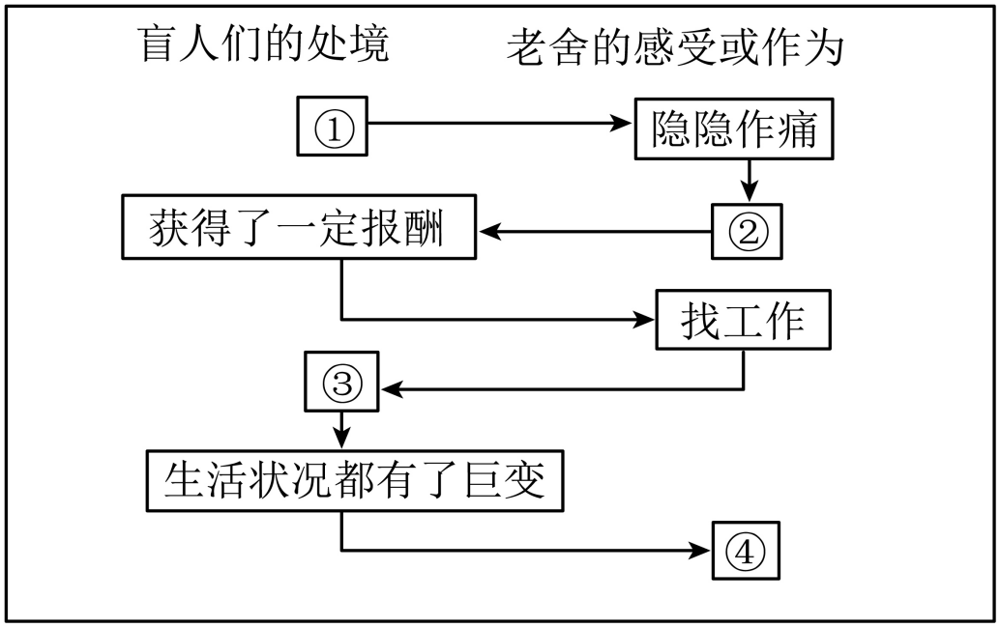 盲人们的处境 老舍的感受或作为
① 隐隐作痛
获得了一定报酬 ②
找工作
③
生活状况都有了巨变
④